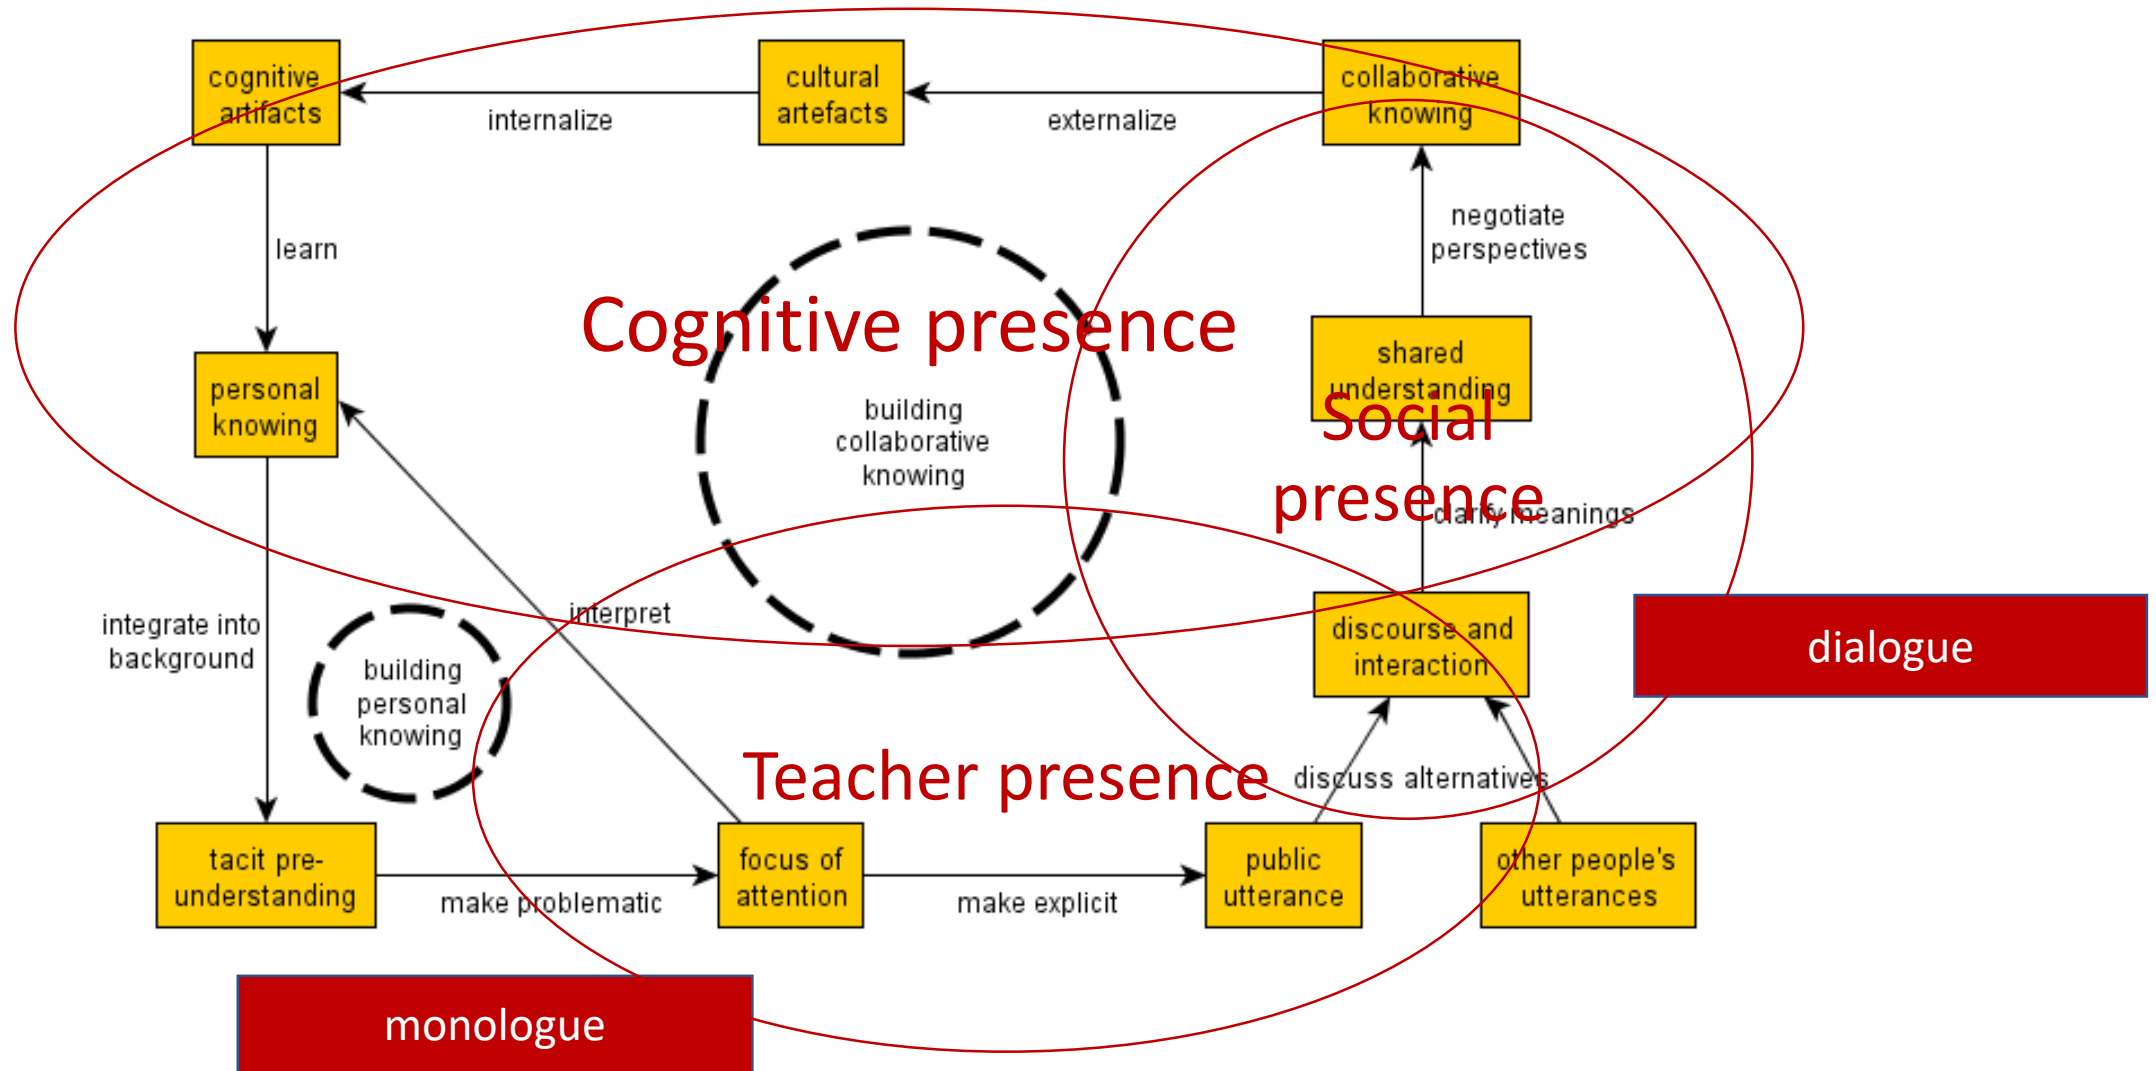 cognitive
artifacts
internalize
cultural
artefacts
externalize
collaborative
knowing
learn
negotiate
perspectives
Cognitive presence
personal
knowing
building
collaborative
knowing
shared
understanding
Social
presence
clarify meanings
integrate into
background
interpret
building
personal
knowing
discourse and
interaction
dialogue
Teacher presence
discuss alternatives
tacit pre-
understanding
make problematic
focus of
attention
make explicit
public
utterance
other people's
utterances
monologue